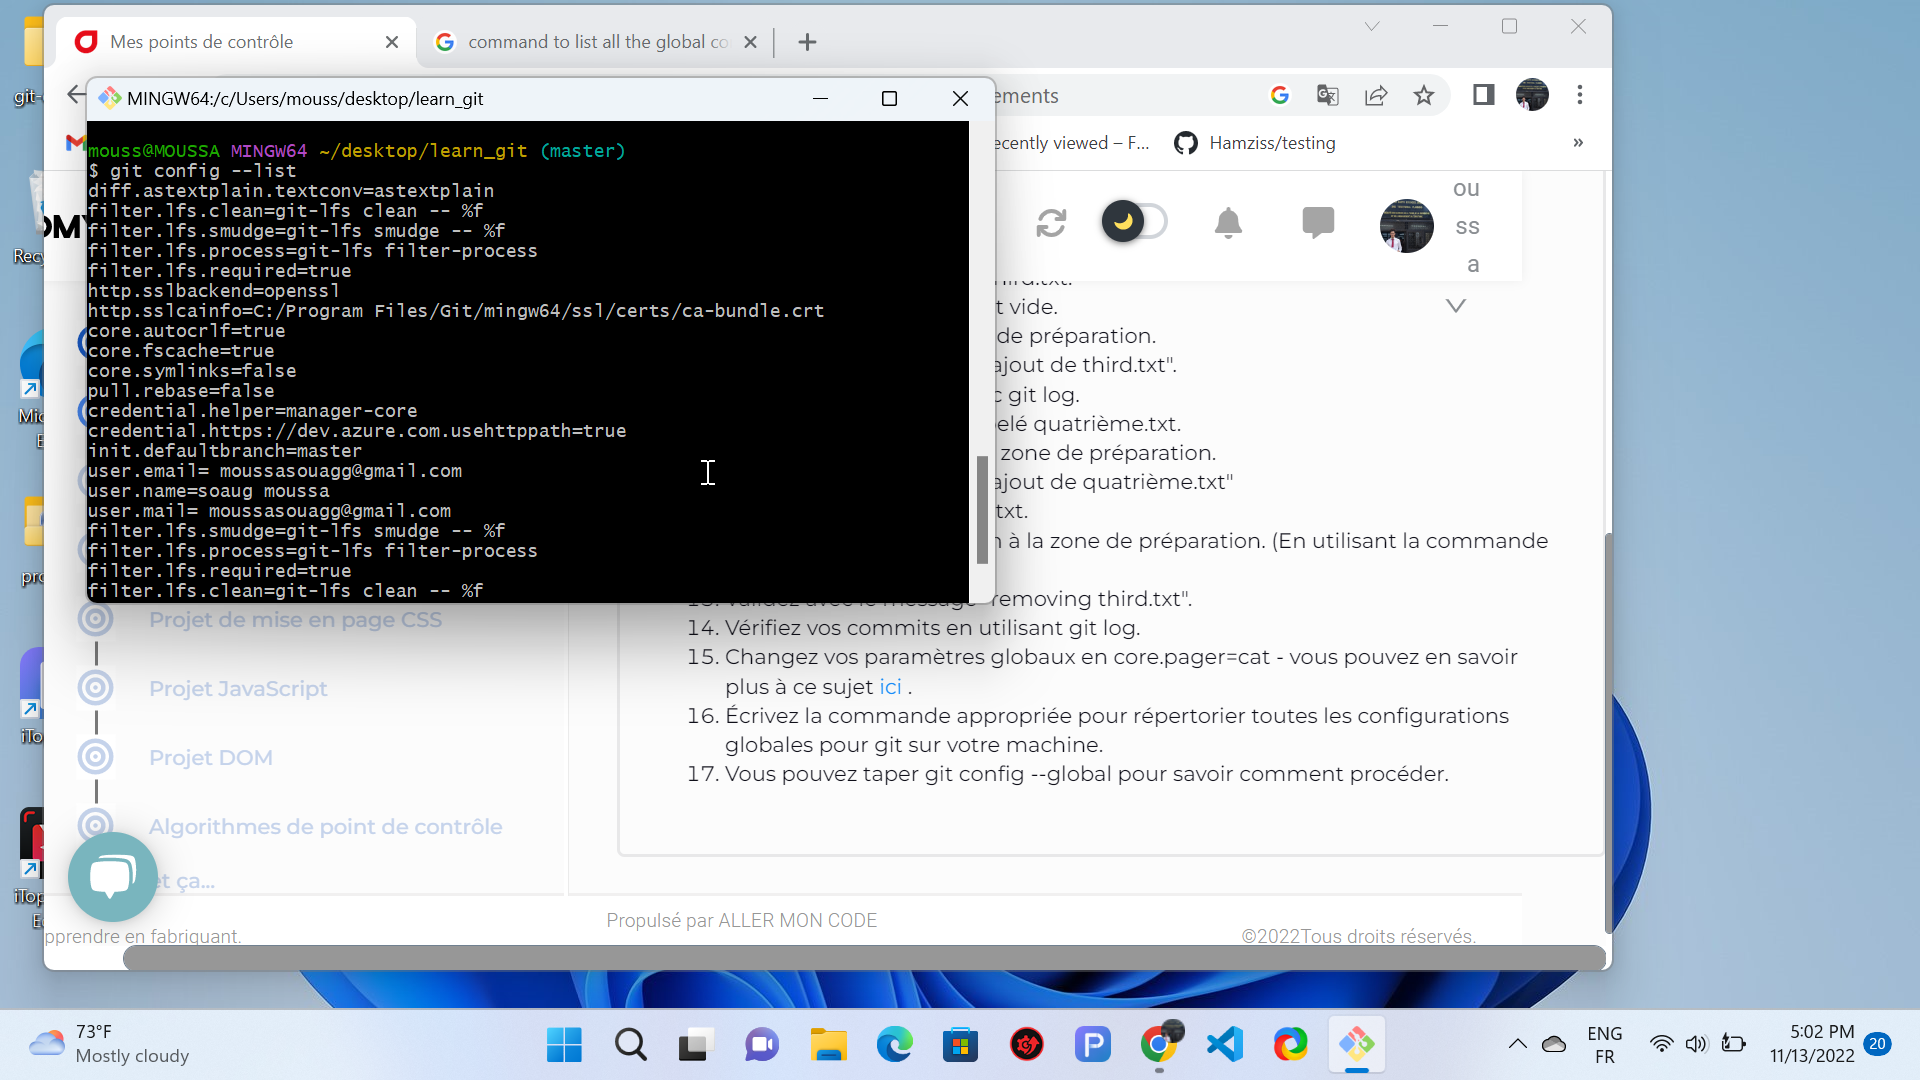 Mes points de contrôle
command to list all the global co
MINGW64:/c/Users/mouss/desktop/learn_git
ements
ecently viewed – F...
Hamziss/testing
»
mouss@MOUSSA MINGW64 ~/desktop/learn_git (master)
$ git config --list
diff.astextplain.textconv=astextplain
filter.lfs.clean=git-lfs clean -- %f
filter.lfs.smudge=git-lfs smudge -- %f
filter.lfs.process=git-lfs filter-process
filter.lfs.required=true
http.sslbackend=openssl
http.sslcainfo=C:/Program Files/Git/mingw64/ssl/certs/ca-bundle.crt
core.autocrlf=true
core.fscache=true
core.symlinks=false
pull.rebase=false
credential.helper=manager-core
credential.https://dev.azure.com.usehttppath=true
init.defaultbranch=master
user.email= moussasouagg@gmail.com
user.name=soaug moussa
user.mail= moussasouagg@gmail.com
filter.lfs.smudge=git-lfs smudge -- %f
filter.lfs.process=git-lfs filter-process
filter.lfs.required=true
filter.lfs.clean=git-lfs clean -- %f
ou
ss
a
t vide.
de préparation.
ajout de third.txt".
c git log.
elé quatrième.txt.
zone de préparation.
ajout de quatrième.txt"
txt.
n à la zone de préparation. (En utilisant la commande
removing third.txt".
14. Vérifiez vos commits en utilisant git log.
15. Changez vos paramètres globaux en core.pager=cat - vous pouvez en savoir
plus à ce sujet ici .
16. Écrivez la commande appropriée pour répertorier toutes les configurations
globales pour git sur votre machine.
17. Vous pouvez taper git config --global pour savoir comment procéder.
Projet de mise en page CSS
Projet JavaScript
Projet DOM
Algorithmes de point de contrôle
et ça...
pprendre en fabriquant.
Propulsé par ALLER MON CODE
©2022Tous droits réservés.
git-
OMY
Recy
Mic
E
pro
iTo
iTop
Ec
73°F
Mostly cloudy
ENG
FR
5:02 PM
11/13/2022
20